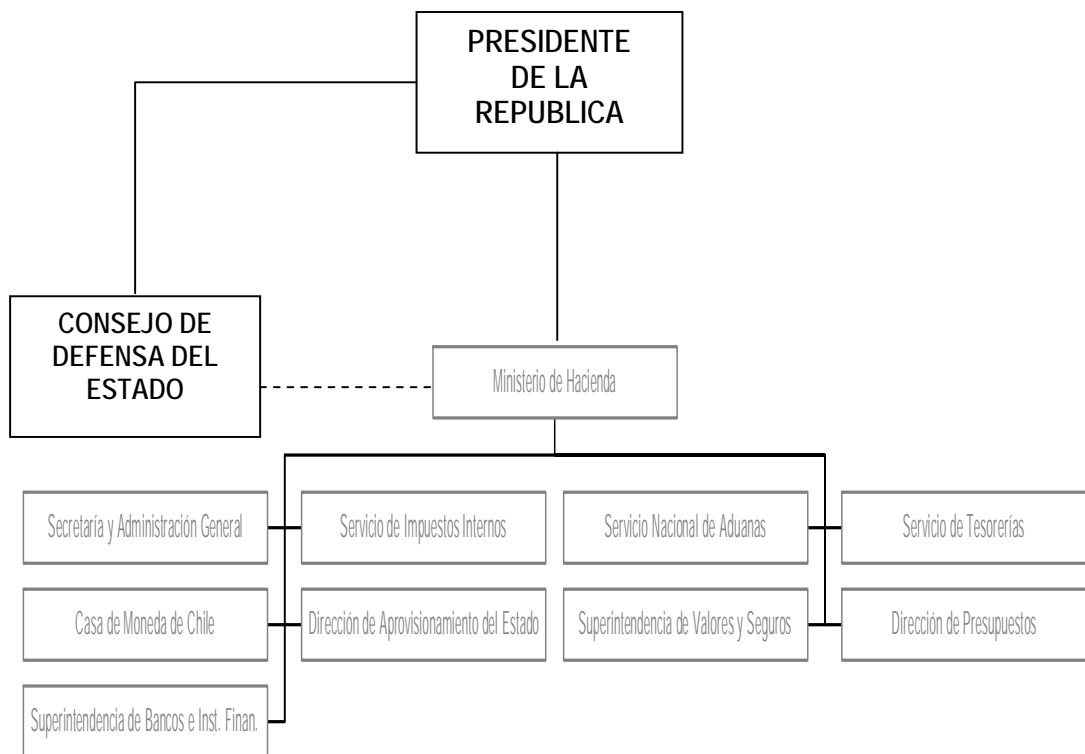 PRESIDENTE
DE LA
REPUBLICA
CONSEJO DE
DEFENSA DEL
ESTADO
Ministerio de Hacienda
Secretaría y Administración General
Servicio de Impuestos Internos
Servicio Nacional de Aduanas
Servicio de Tesorerías
Casa de Moneda de Chile
Dirección de Aprovisionamiento del Estado
Superintendencia de Valores y Seguros
Dirección de Presupuestos
Superintendencia de Bancos e Inst. Finan.